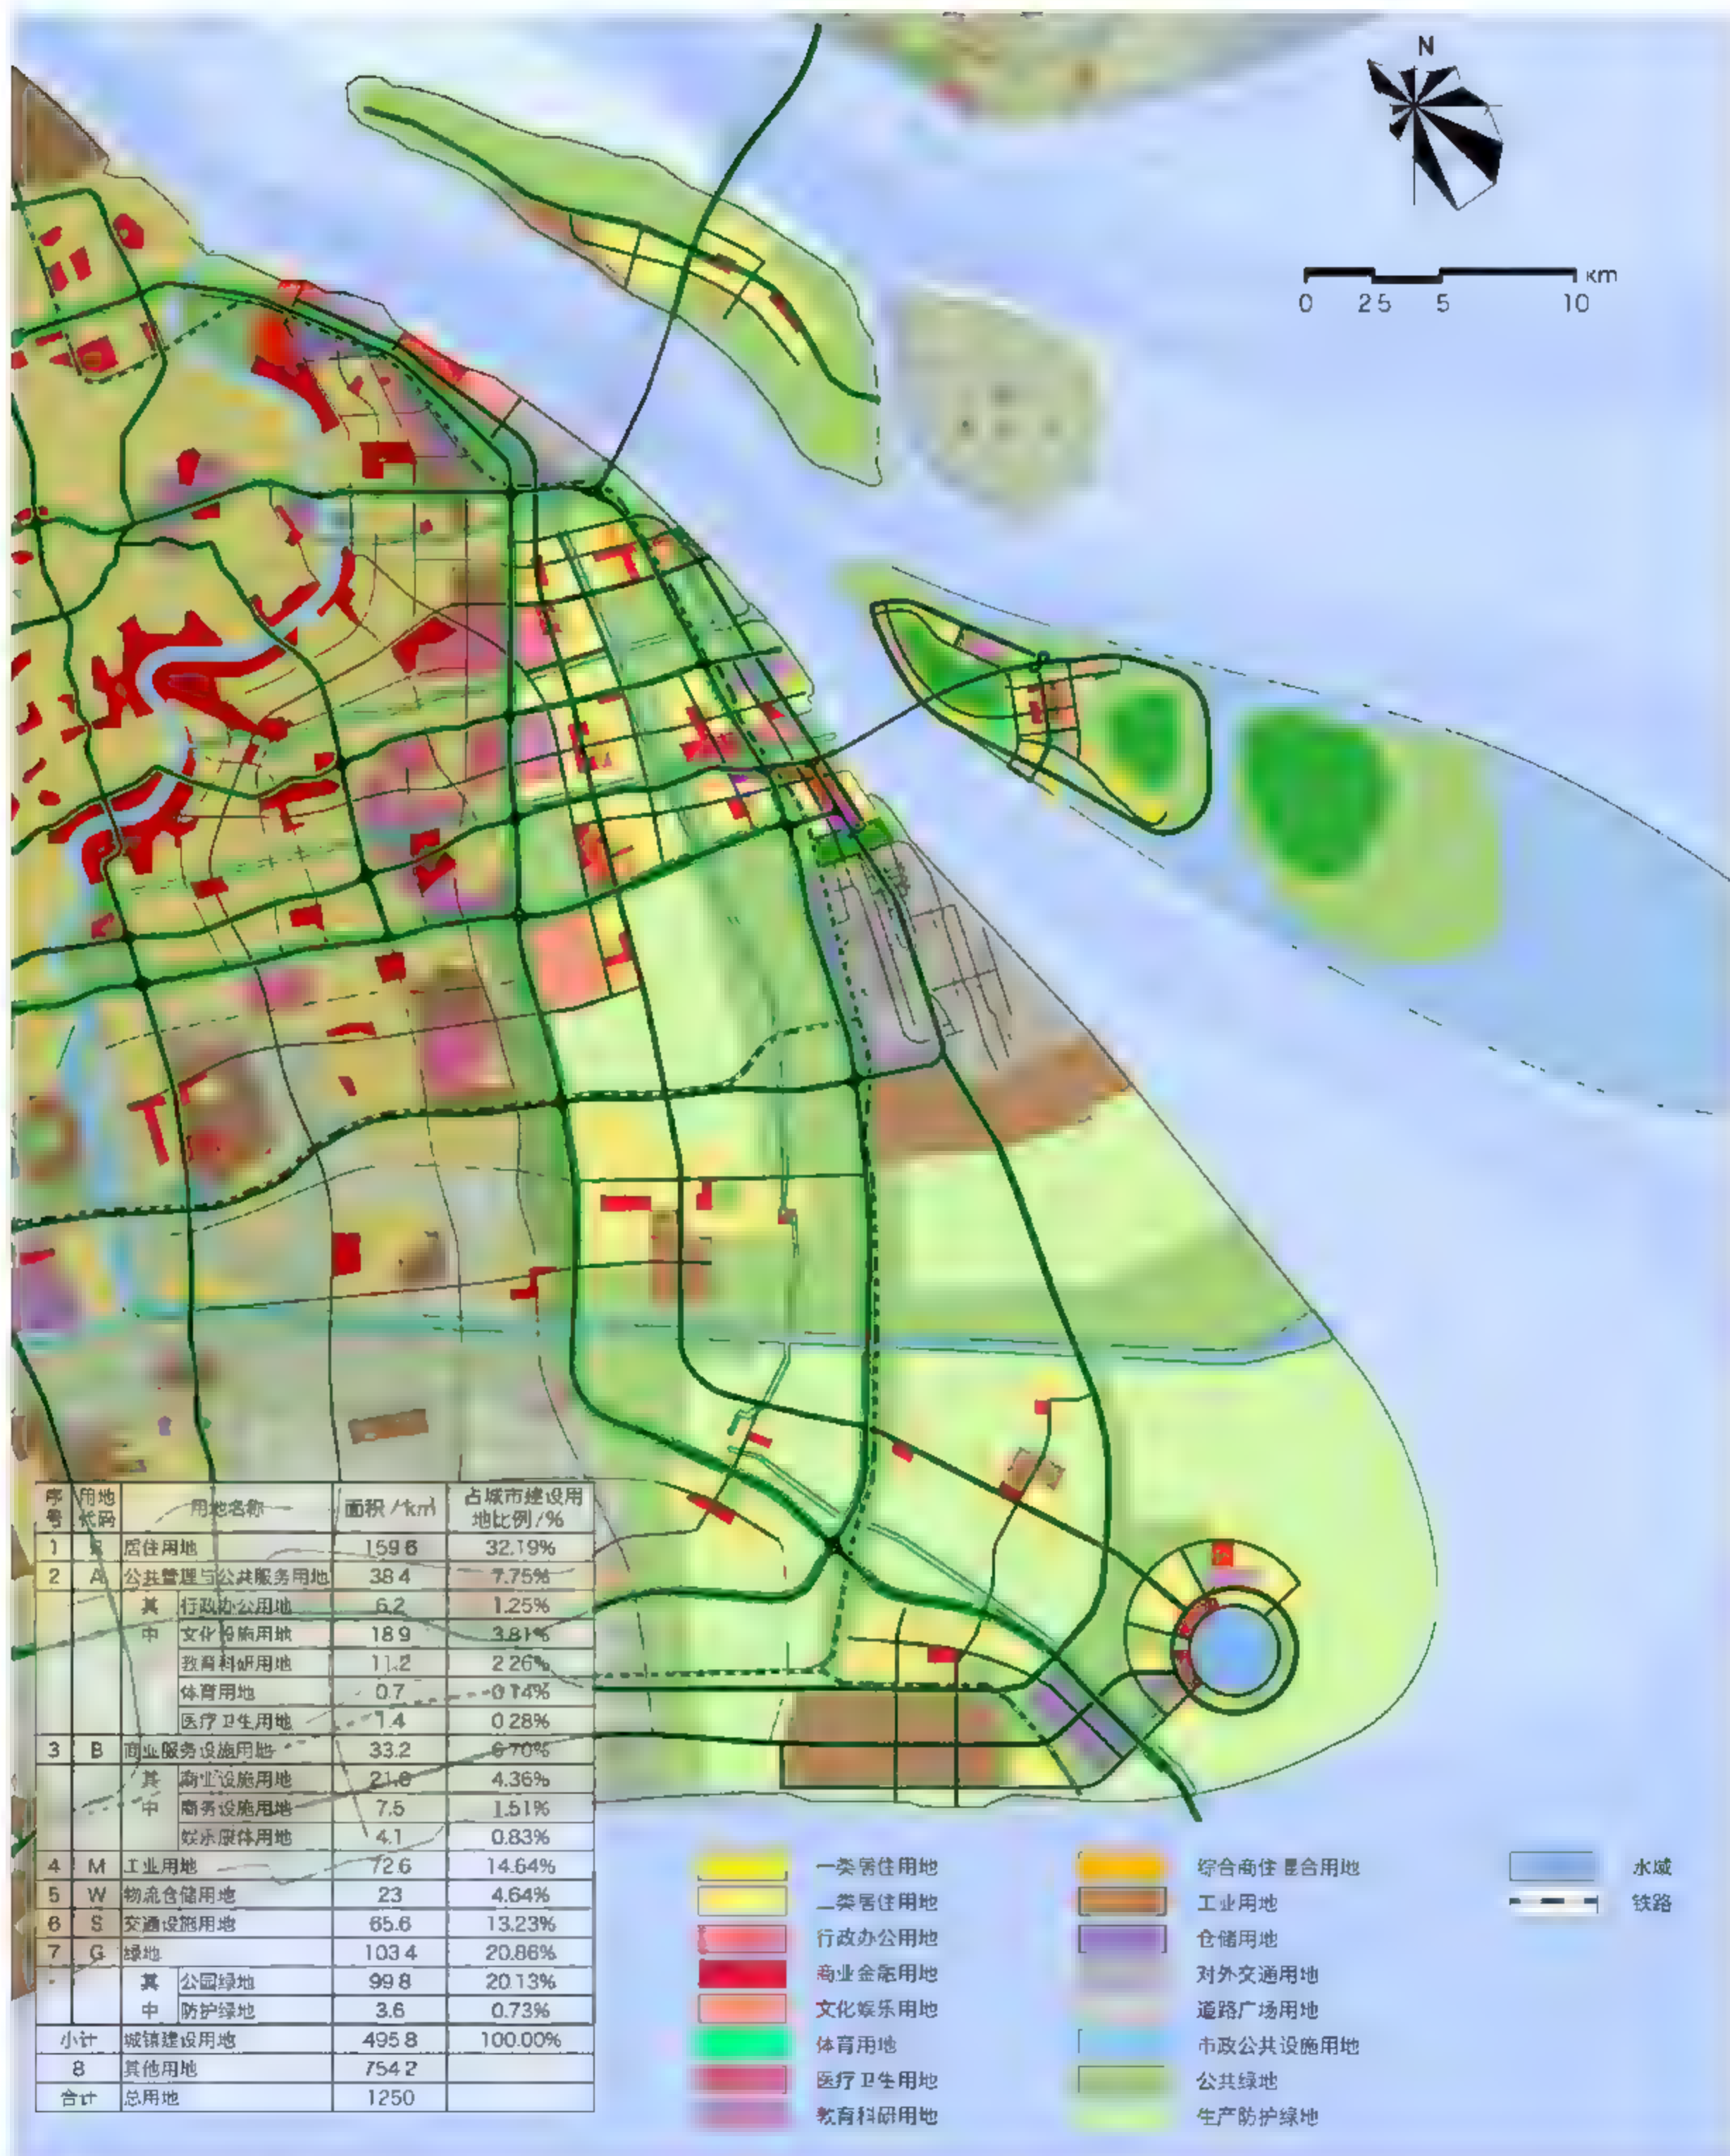 N
km
0 2.5 5 10
序号 用地代码 用地名称 面积/km² 占城市建设用地比例/%
1 居住用地 159.6 32.19%
2 A 公共管理与公共服务用地 38.4 7.75%
其中 行政办公用地 6.2 1.25%
文化设施用地 18.9 3.81%
教育科研用地 11.2 2.26%
体育用地 0.7 0.14%
医疗卫生用地 1.4 0.28%
3 B 商业服务设施用地 33.2 6.70%
其中 商业设施用地 4.36%
商务设施用地 7.5 1.51%
娱乐康体用地 4.1 0.83%
4 M 工业用地 72.6 14.64%
5 W 物流仓储用地 23 4.64%
6 S 交通设施用地 65.6 13.23%
7 G 绿地 103.4 20.86%
其中 公园绿地 99.8 20.13%
防护绿地 3.6 0.73%
小计 城镇建设用地 495.8 100.00%
8 其他用地 754.2
合计 总用地 1250
一类居住用地
二类居住用地
行政办公用地
商业金融用地
文化娱乐用地
体育用地
医疗卫生用地
教育科研用地
综合商住混合用地
工业用地
仓储用地
对外交通用地
道路广场用地
市政公共设施用地
公共绿地
生产防护绿地
水域
铁路